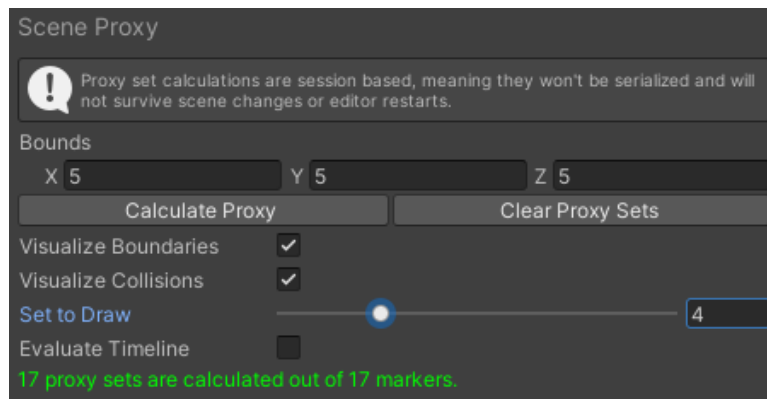 Scene Proxy
Proxy set calculations are session based, meaning they won't be serialized and will
not survive scene changes or editor restarts.
Bounds
X 5 Y 5 Z 5
Calculate Proxy Clear Proxy Sets
Visualize Boundaries
Visualize Collisions
Set to Draw 4
Evaluate Timeline
17 proxy sets are calculated out of 17 markers.